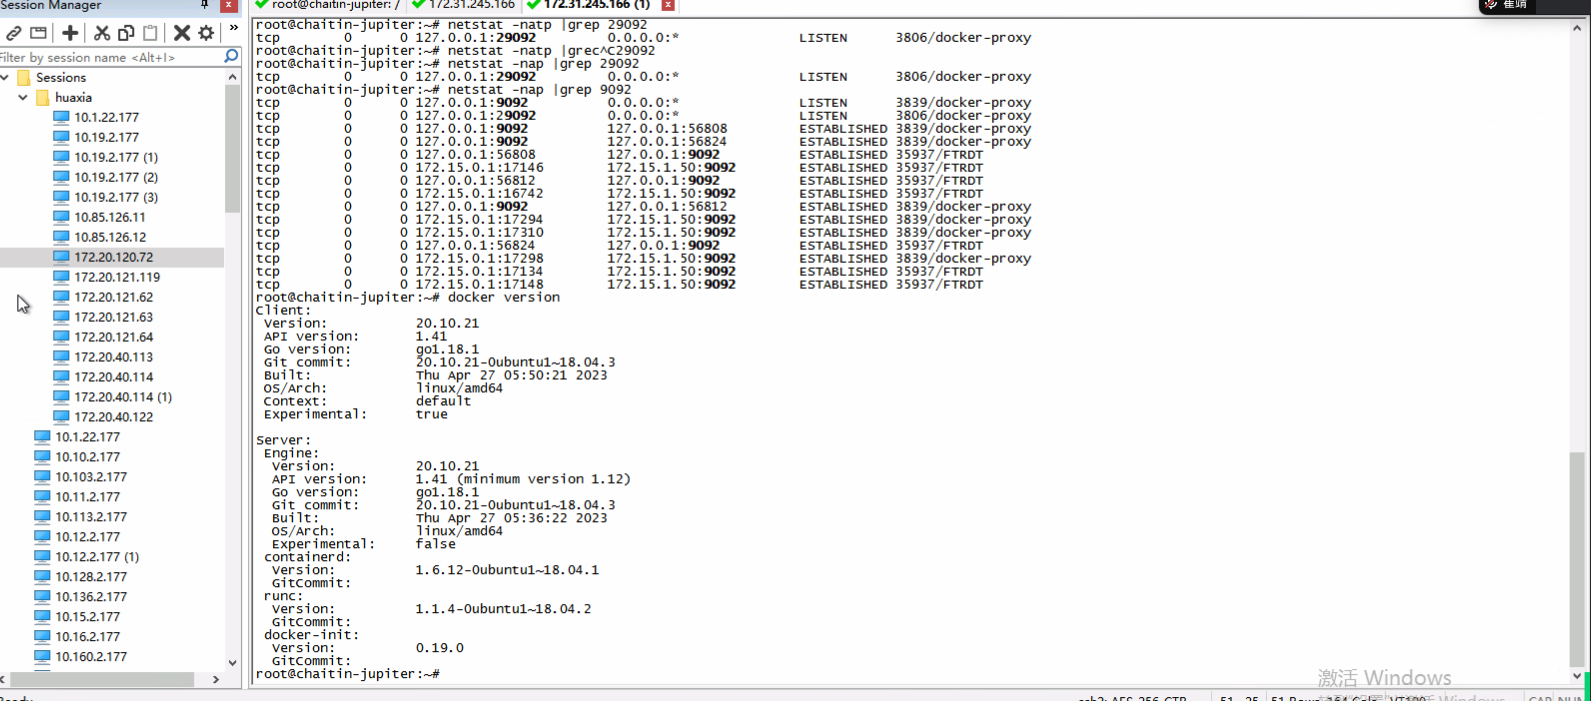 Session Manager
root@chaitin-jupiter: /
172.31.245.166
172.31.245.166 (1)
崔靖
Filter by session name <Alt+I>
Sessions
huaxia
10.1.22.177
10.19.2.177
10.19.2.177 (1)
10.19.2.177 (2)
10.19.2.177 (3)
10.85.126.11
10.85.126.12
172.20.120.72
172.20.121.119
172.20.121.62
172.20.121.63
172.20.121.64
172.20.40.113
172.20.40.114
172.20.40.114 (1)
172.20.40.122
10.1.22.177
10.10.2.177
10.103.2.177
10.11.2.177
10.113.2.177
10.12.2.177
10.12.2.177 (1)
10.128.2.177
10.136.2.177
10.15.2.177
10.16.2.177
10.160.2.177
root@chaitin-jupiter:~# netstat -natp |grep 29092
tcp 0 0 127.0.0.1:29092 0.0.0.0:* LISTEN 3806/docker-proxy
root@chaitin-jupiter:~# netstat -natp |grec^C29092
root@chaitin-jupiter:~# netstat -nap |grep 29092
tcp 0 0 127.0.0.1:29092 0.0.0.0:* LISTEN 3806/docker-proxy
root@chaitin-jupiter:~# netstat -nap |grep 9092
tcp 0 0 127.0.0.1:9092 0.0.0.0:* LISTEN 3839/docker-proxy
tcp 0 0 127.0.0.1:29092 0.0.0.0:* LISTEN 3806/docker-proxy
tcp 0 0 127.0.0.1:9092 127.0.0.1:56808 ESTABLISHED 3839/docker-proxy
tcp 0 0 127.0.0.1:9092 127.0.0.1:56824 ESTABLISHED 3839/docker-proxy
tcp 0 0 127.0.0.1:56808 127.0.0.1:9092 ESTABLISHED 35937/FTRDT
tcp 0 0 172.15.0.1:17146 172.15.1.50:9092 ESTABLISHED 35937/FTRDT
tcp 0 0 127.0.0.1:56812 127.0.0.1:9092 ESTABLISHED 35937/FTRDT
tcp 0 0 172.15.0.1:16742 172.15.1.50:9092 ESTABLISHED 35937/FTRDT
tcp 0 0 127.0.0.1:9092 127.0.0.1:56812 ESTABLISHED 3839/docker-proxy
tcp 0 0 172.15.0.1:17294 172.15.1.50:9092 ESTABLISHED 3839/docker-proxy
tcp 0 0 172.15.0.1:17310 172.15.1.50:9092 ESTABLISHED 3839/docker-proxy
tcp 0 0 127.0.0.1:56824 127.0.0.1:9092 ESTABLISHED 35937/FTRDT
tcp 0 0 172.15.0.1:17298 172.15.1.50:9092 ESTABLISHED 3839/docker-proxy
tcp 0 0 172.15.0.1:17134 172.15.1.50:9092 ESTABLISHED 35937/FTRDT
tcp 0 0 172.15.0.1:17148 172.15.1.50:9092 ESTABLISHED 35937/FTRDT
root@chaitin-jupiter:~# docker version
Client:
Version: 20.10.21
API version: 1.41
Go version: go1.18.1
Git commit: 20.10.21-0ubuntu1~18.04.3
Built: Thu Apr 27 05:50:21 2023
OS/Arch: linux/amd64
Context: default
Experimental: true
Server:
Engine:
Version: 20.10.21
API version: 1.41 (minimum version 1.12)
Go version: go1.18.1
Git commit: 20.10.21-0ubuntu1~18.04.3
Built: Thu Apr 27 05:36:22 2023
OS/Arch: linux/amd64
Experimental: false
containerd:
Version: 1.6.12-0ubuntu1~18.04.1
GitCommit:
runc:
Version: 1.1.4-0ubuntu1~18.04.2
GitCommit:
docker-init:
Version: 0.19.0
GitCommit:
root@chaitin-jupiter:~#
激活 Windows